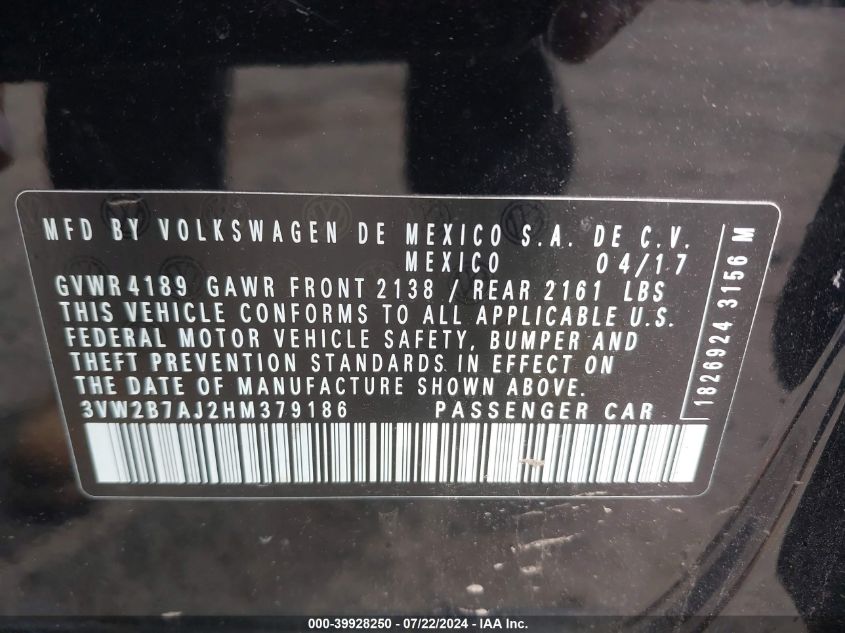 MFD BY VOLKSWAGEN DE MEXICO S.A. DE C.V.
MEXICO 04/17
GVWR 4189 GAWR FRONT 2138 / REAR 2161 LBS
THIS VEHICLE CONFORMS TO ALL APPLICABLE U.S.
FEDERAL MOTOR VEHICLE SAFETY, BUMPER AND
THEFT PREVENTION STANDARDS IN EFFECT ON
THE DATE OF MANUFACTURE SHOWN ABOVE.
3VW2B7AJ2HM379186 PASSENGER CAR
1826924 3156 M
000-39928250 - 07/22/2024 - IAA Inc.